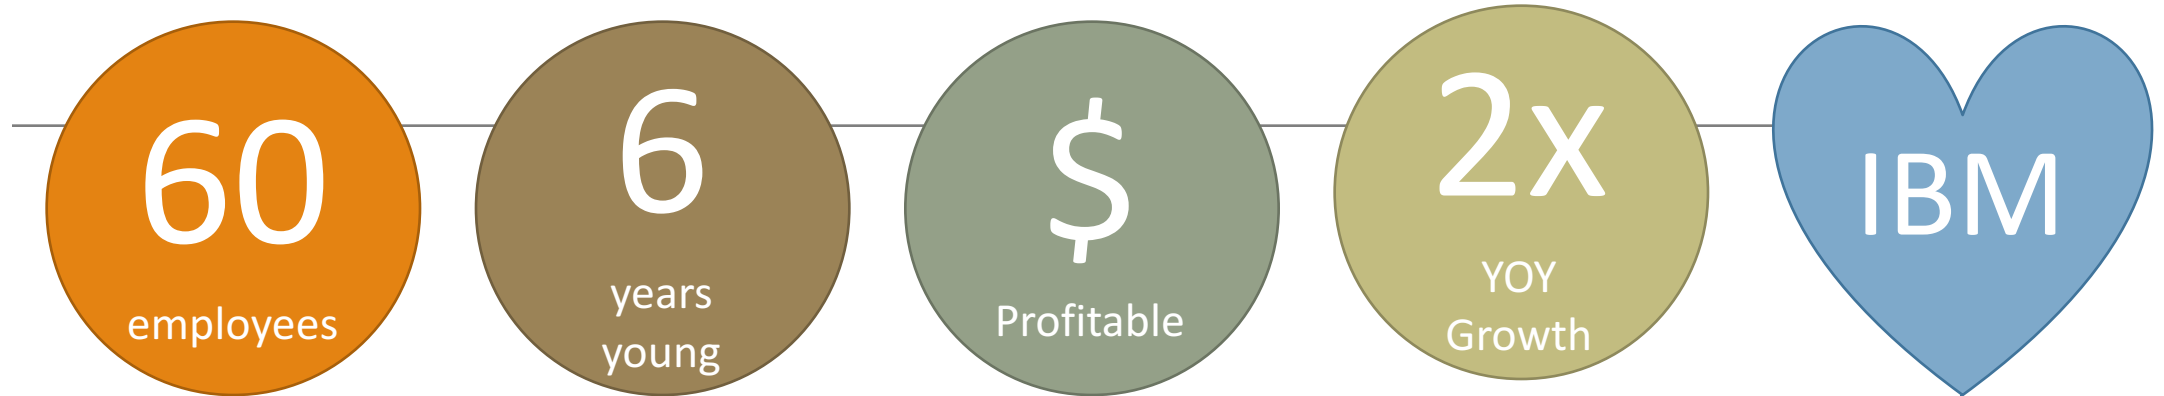 60
employees
6
years
young
$
Profitable
2x
YOY
Growth
IBM